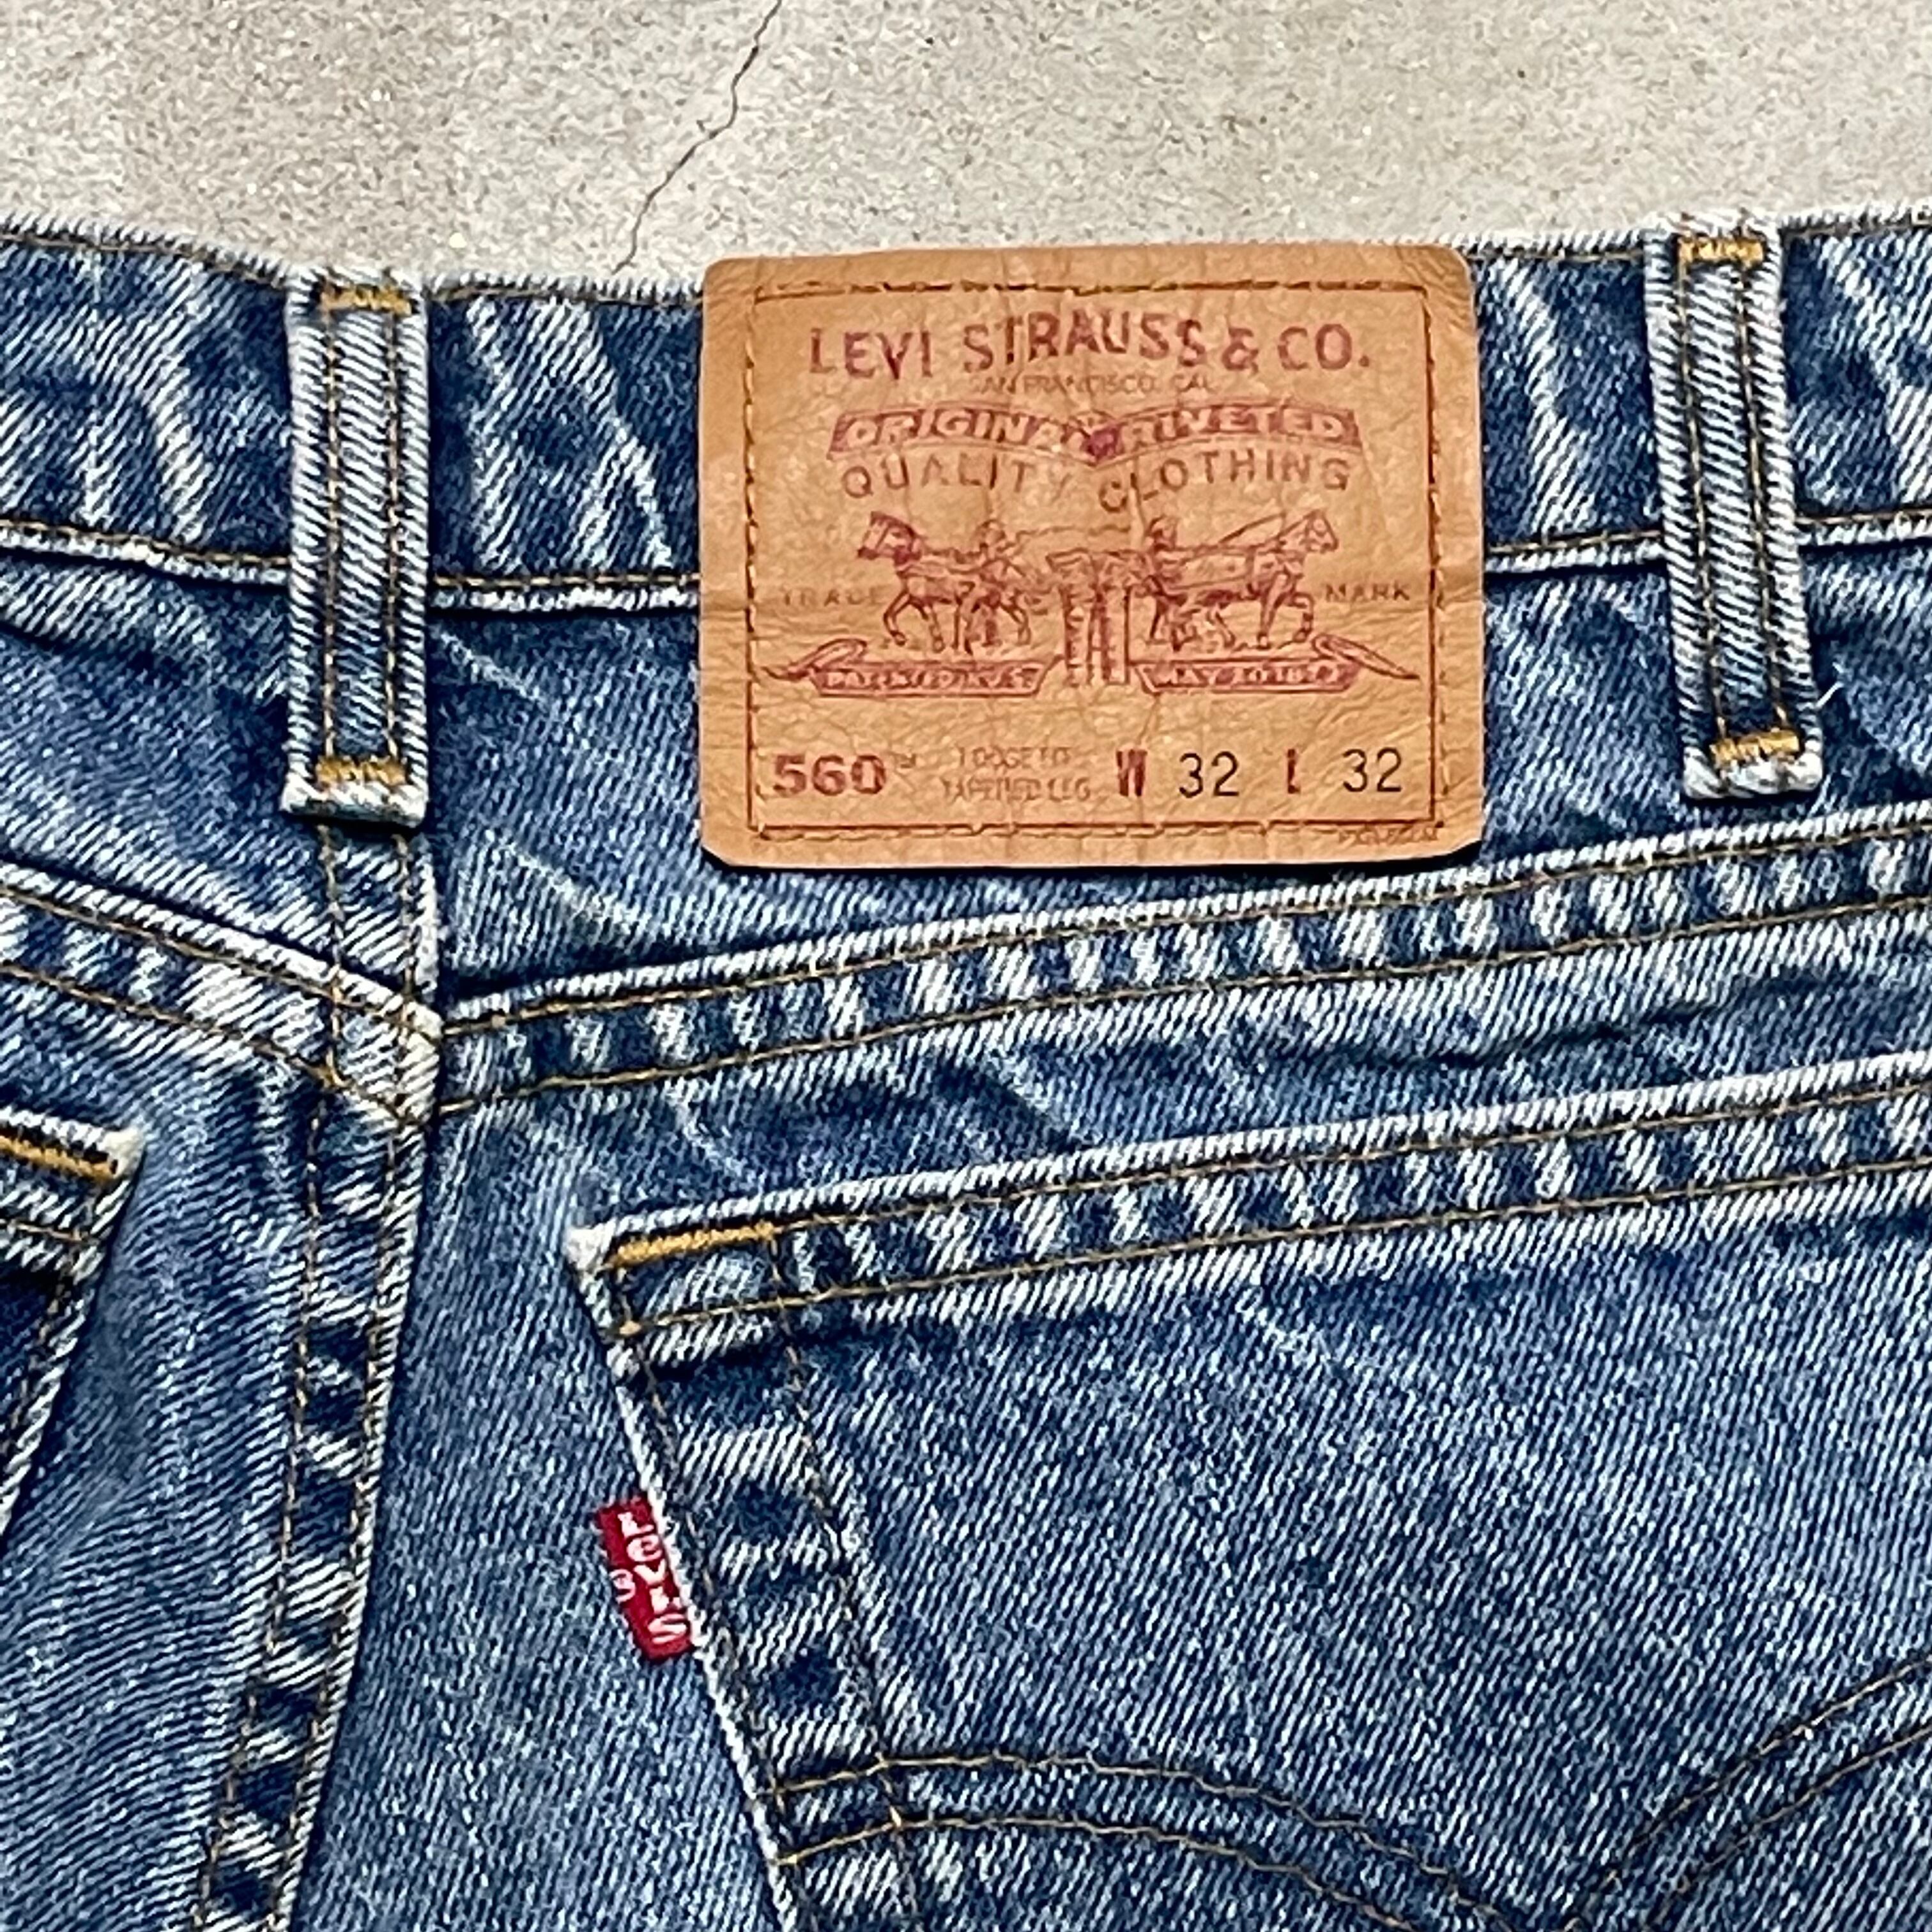 LEVI STRAUSS & CO.
SAN FRANCISCO, CAL
ORIGINAL RIVETED
QUALITY CLOTHING
TRADE MARK
560™ LOOSE FIT W 32 L 32
TAPERED LEG
LEVI'S